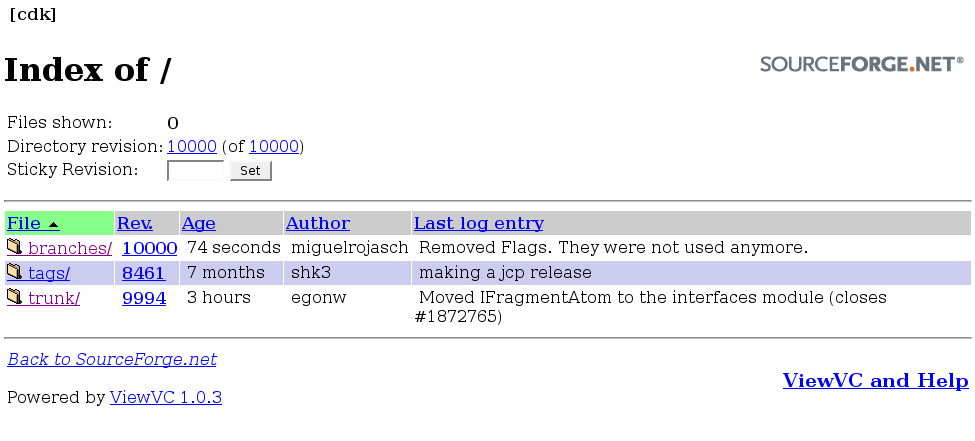 [cdk]
Index of /
SOURCEFORGE.NET®
Files shown: 0
Directory revision: 10000 (of 10000)
Sticky Revision: Set
File Rev. Age Author Last log entry
branches/ 10000 74 seconds miguelrojasch Removed Flags. They were not used anymore.
tags/ 8461 7 months shk3 making a jcp release
trunk/ 9994 3 hours egonw Moved IFragmentAtom to the interfaces module (closes
#1872765)
Back to SourceForge.net
ViewVC and Help
Powered by ViewVC 1.0.3